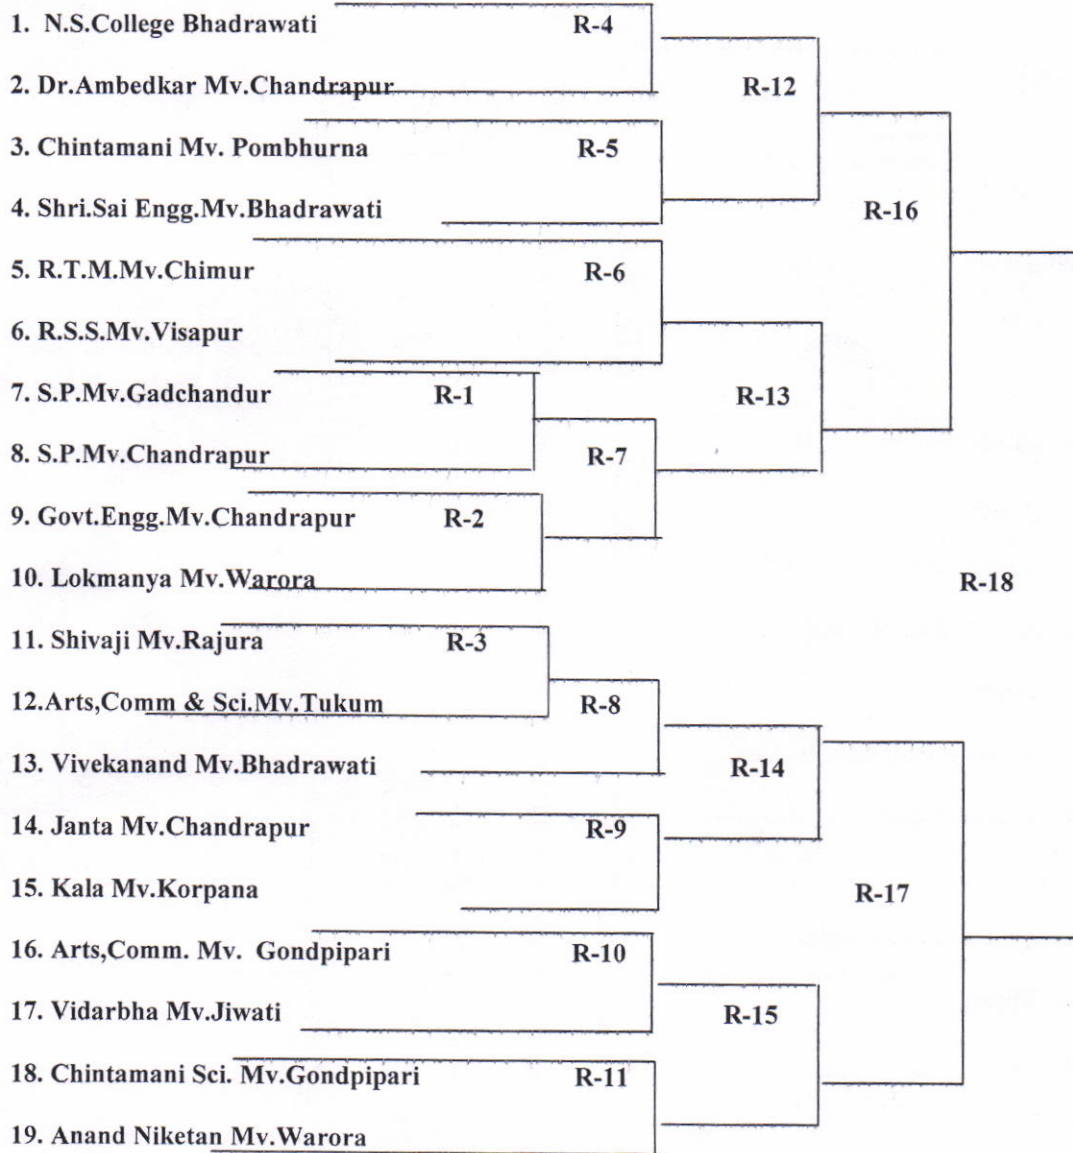 1. N.S.College Bhadrawati R-4
2. Dr.Ambedkar Mv.Chandrapur R-12
3. Chintamani Mv. Pombhurna R-5
4. Shri.Sai Engg.Mv.Bhadrawati R-16
5. R.T.M.Mv.Chimur R-6
6. R.S.S.Mv.Visapur
7. S.P.Mv.Gadchandur R-1 R-13
8. S.P.Mv.Chandrapur R-7
9. Govt.Engg.Mv.Chandrapur R-2
10. Lokmanya Mv.Warora R-18
11. Shivaji Mv.Rajura R-3
12.Arts,Comm & Sci.Mv.Tukum R-8
13. Vivekanand Mv.Bhadrawati R-14
14. Janta Mv.Chandrapur R-9
15. Kala Mv.Korpana R-17
16. Arts,Comm. Mv. Gondpipari R-10
17. Vidarbha Mv.Jiwati R-15
18. Chintamani Sci. Mv.Gondpipari R-11
19. Anand Niketan Mv.Warora